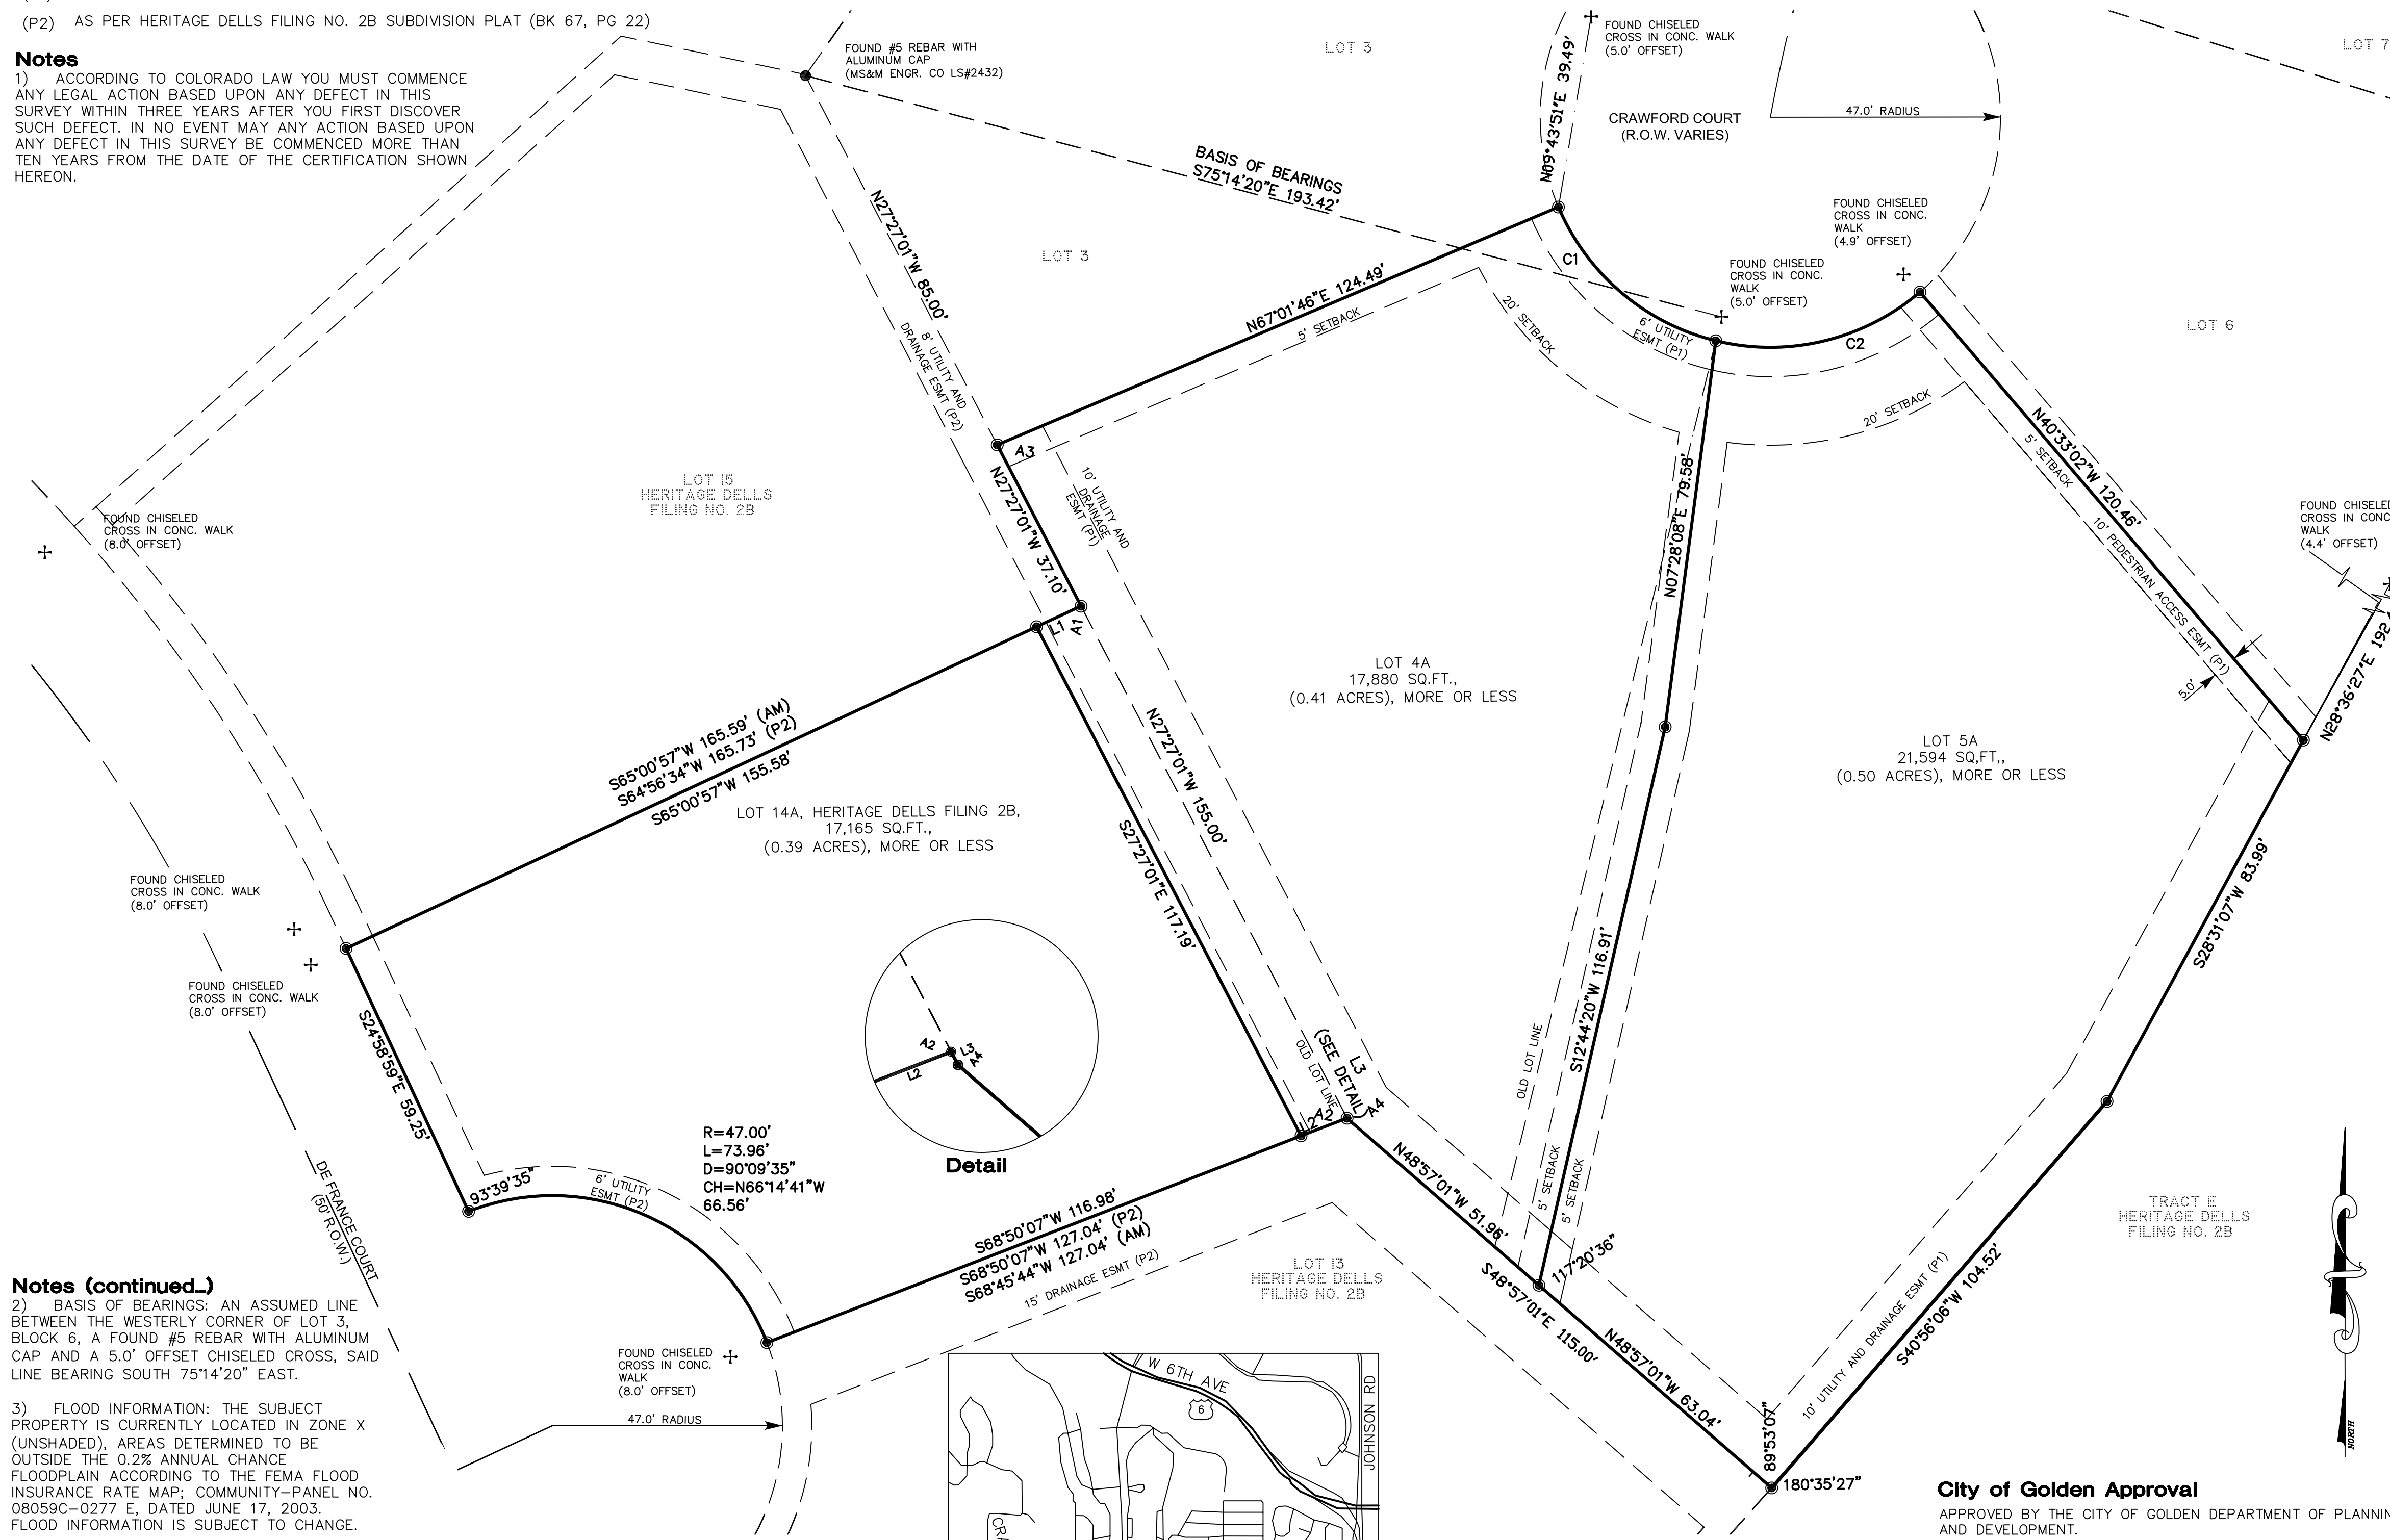 (P2) AS PER HERITAGE DELLS FILING NO. 2B SUBDIVISION PLAT (BK 67, PG 22)
Notes
1) ACCORDING TO COLORADO LAW YOU MUST COMMENCE
ANY LEGAL ACTION BASED UPON ANY DEFECT IN THIS
SURVEY WITHIN THREE YEARS AFTER YOU FIRST DISCOVER
SUCH DEFECT. IN NO EVENT MAY ANY ACTION BASED UPON
ANY DEFECT IN THIS SURVEY BE COMMENCED MORE THAN
TEN YEARS FROM THE DATE OF THE CERTIFICATION SHOWN
HEREON.
FOUND #5 REBAR WITH
ALUMINUM CAP
(MS&M ENGR. CO LS#2432)
LOT 3
FOUND CHISELED
CROSS IN CONC. WALK
(5.0' OFFSET)
LOT 7
N09°43'51"E 39.49'
CRAWFORD COURT
(R.O.W. VARIES)
47.0' RADIUS
BASIS OF BEARINGS
S75°14'20"E 193.42'
N27°27'01"W 85.00'
LOT 3
FOUND CHISELED
CROSS IN CONC.
WALK
(4.9' OFFSET)
FOUND CHISELED
CROSS IN CONC.
WALK
(5.0' OFFSET)
C1
C2
LOT 6
N67°01'46"E 124.49'
5' SETBACK
20' SETBACK
6' UTILITY
ESMT (P1)
8' UTILITY AND
DRAINAGE ESMT (P2)
20' SETBACK
N40°33'02"W 120.46'
5' SETBACK
10' PEDESTRIAN ACCESS ESMT (P1)
5.0'
A3
N27°27'01"W 37.10'
10' UTILITY AND
DRAINAGE
ESMT (P1)
N07°28'08"E 79.58'
LOT 15
HERITAGE DELLS
FILING NO. 2B
FOUND CHISELED
CROSS IN CONC. WALK
(8.0' OFFSET)
FOUND CHISELED
CROSS IN CONC
WALK
(4.4' OFFSET)
N28°36'27"E 192.
L1
A1
LOT 4A
17,880 SQ.FT.,
(0.41 ACRES), MORE OR LESS
LOT 5A
21,594 SQ,FT,,
(0.50 ACRES), MORE OR LESS
S65°00'57"W 165.59' (AM)
S64°56'34"W 165.73' (P2)
S65°00'57"W 155.58'
N27°27'01"W 155.00'
LOT 14A, HERITAGE DELLS FILING 2B,
17,165 SQ.FT.,
(0.39 ACRES), MORE OR LESS
S27°27'01"E 117.19'
S28°31'07"W 83.99'
FOUND CHISELED
CROSS IN CONC. WALK
(8.0' OFFSET)
FOUND CHISELED
CROSS IN CONC. WALK
(8.0' OFFSET)
S24°58'59"E 59.25'
S12°44'20"W 116.91'
OLD LOT LINE
5' SETBACK
5' SETBACK
L3
(SEE DETAIL)
OLD LOT LINE
L2
A2
A4
A2
L3
A4
L2
Detail
R=47.00'
L=73.96'
D=90°09'35"
CH=N66°14'41"W
66.56'
93°39'35"
6' UTILITY
ESMT (P2)
DE FRANCE COURT
(50' R.O.W.)
S68°50'07"W 116.98'
S68°50'07"W 127.04' (P2)
S68°45'44"W 127.04' (AM)
15' DRAINAGE ESMT (P2)
N48°57'01"W 51.96'
117°20'36"
S48°57'01"E 115.00'
N48°57'01"W 63.04'
LOT 13
HERITAGE DELLS
FILING NO. 2B
TRACT E
HERITAGE DELLS
FILING NO. 2B
10' UTILITY AND DRAINAGE ESMT (P1)
S40°56'06"W 104.52'
89°53'07"
180°35'27"
NORTH
Notes (continued...)
2) BASIS OF BEARINGS: AN ASSUMED LINE
BETWEEN THE WESTERLY CORNER OF LOT 3,
BLOCK 6, A FOUND #5 REBAR WITH ALUMINUM
CAP AND A 5.0' OFFSET CHISELED CROSS, SAID
LINE BEARING SOUTH 75°14'20" EAST.
3) FLOOD INFORMATION: THE SUBJECT
PROPERTY IS CURRENTLY LOCATED IN ZONE X
(UNSHADED), AREAS DETERMINED TO BE
OUTSIDE THE 0.2% ANNUAL CHANCE
FLOODPLAIN ACCORDING TO THE FEMA FLOOD
INSURANCE RATE MAP; COMMUNITY-PANEL NO.
08059C-0277 E, DATED JUNE 17, 2003.
FLOOD INFORMATION IS SUBJECT TO CHANGE.
FOUND CHISELED
CROSS IN CONC.
WALK
(8.0' OFFSET)
47.0' RADIUS
W 6TH AVE
6
JOHNSON RD
City of Golden Approval
APPROVED BY THE CITY OF GOLDEN DEPARTMENT OF PLANNIN
AND DEVELOPMENT.